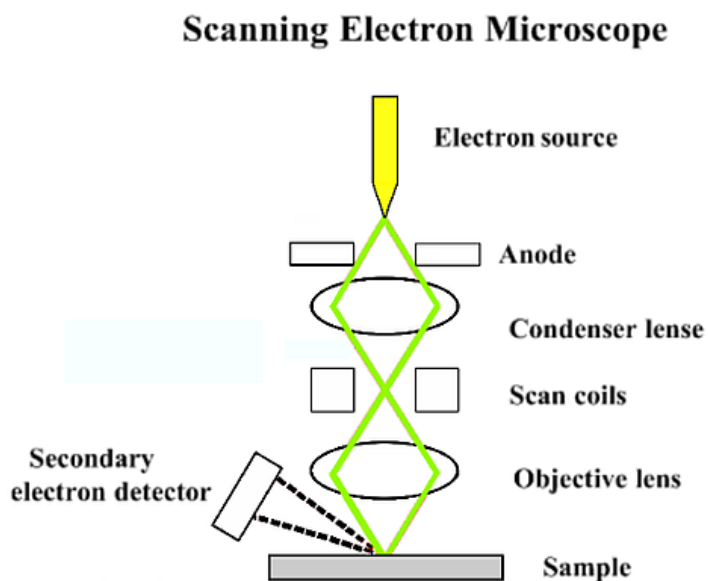 Scanning Electron Microscope
Electron source
Anode
Condenser lense
Scan coils
Secondary
electron detector
Objective lens
Sample